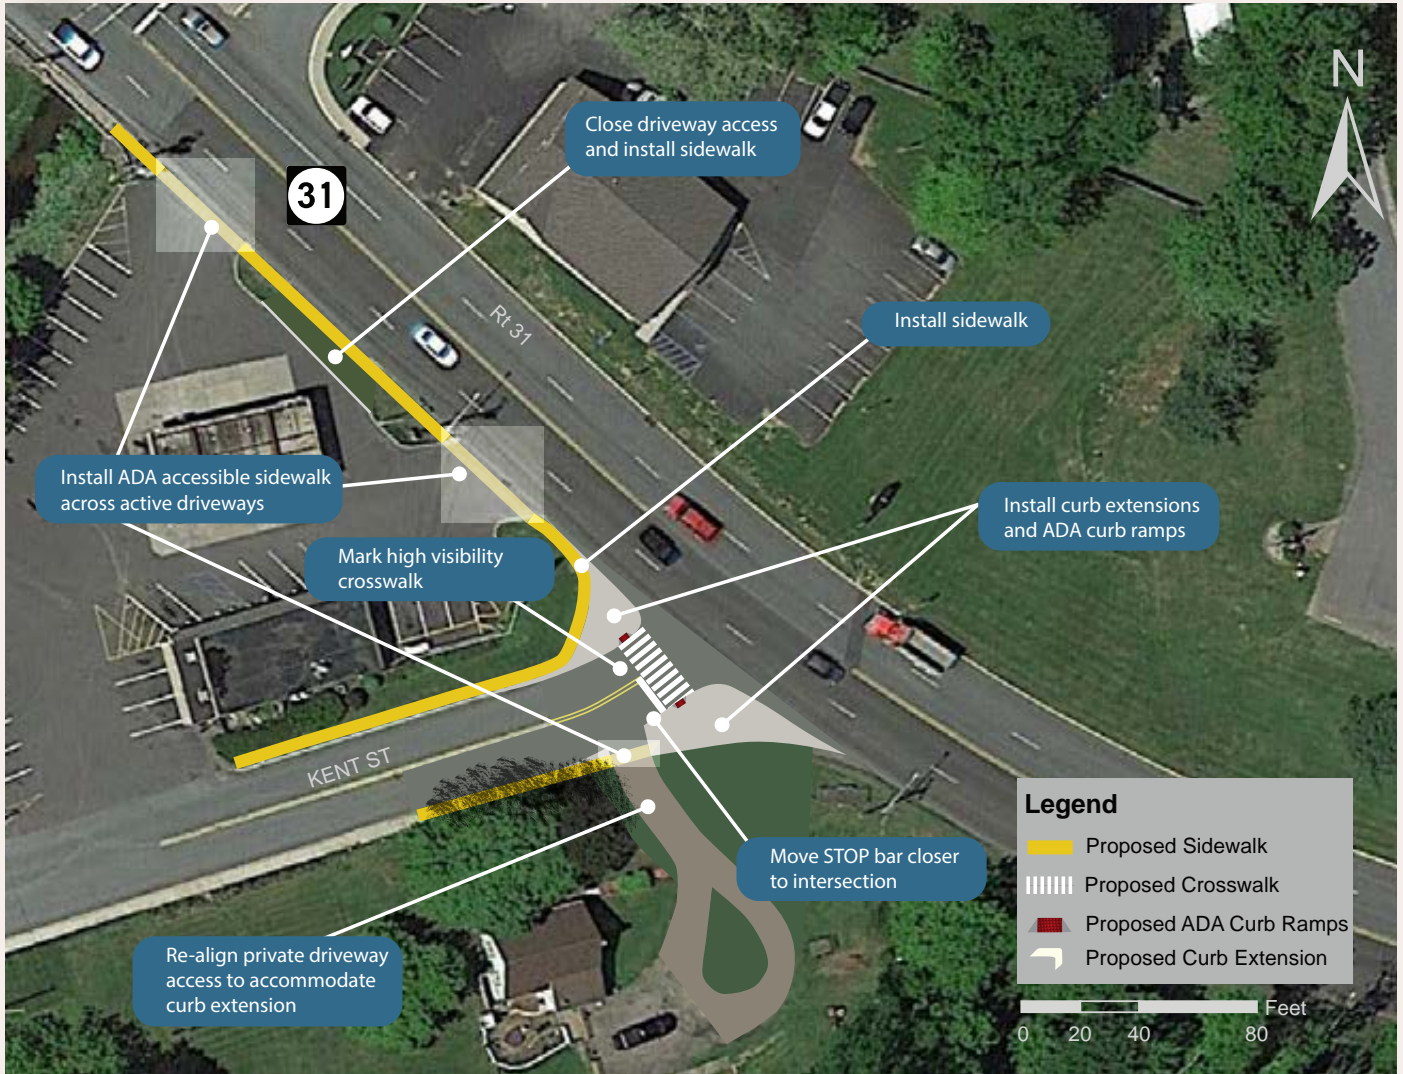 N
Close driveway access
and install sidewalk
31
Rt 31
Install sidewalk
Install ADA accessible sidewalk
across active driveways
Install curb extensions
and ADA curb ramps
Mark high visibility
crosswalk
KENT ST
Move STOP bar closer
to intersection
Re-align private driveway
access to accommodate
curb extension
Legend
Proposed Sidewalk
Proposed Crosswalk
Proposed ADA Curb Ramps
Proposed Curb Extension
Feet
0 20 40 80